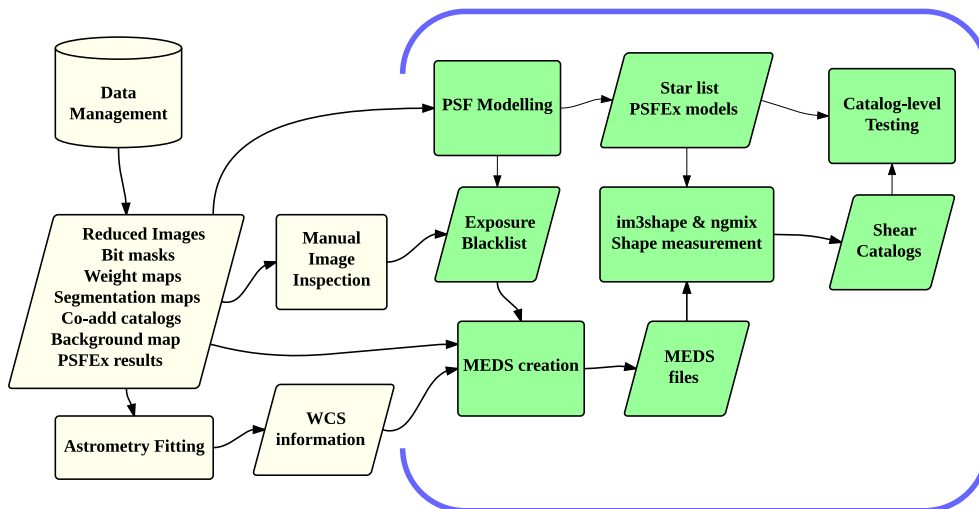 Data
Management
Reduced Images
Bit masks
Weight maps
Segmentation maps
Co-add catalogs
Background map
PSFEx results
Astrometry Fitting
Manual
Image
Inspection
WCS
information
PSF Modelling
Exposure
Blacklist
MEDS creation
Star list
PSFEx models
im3shape & ngmix
Shape measurement
MEDS
files
Catalog-level
Testing
Shear
Catalogs